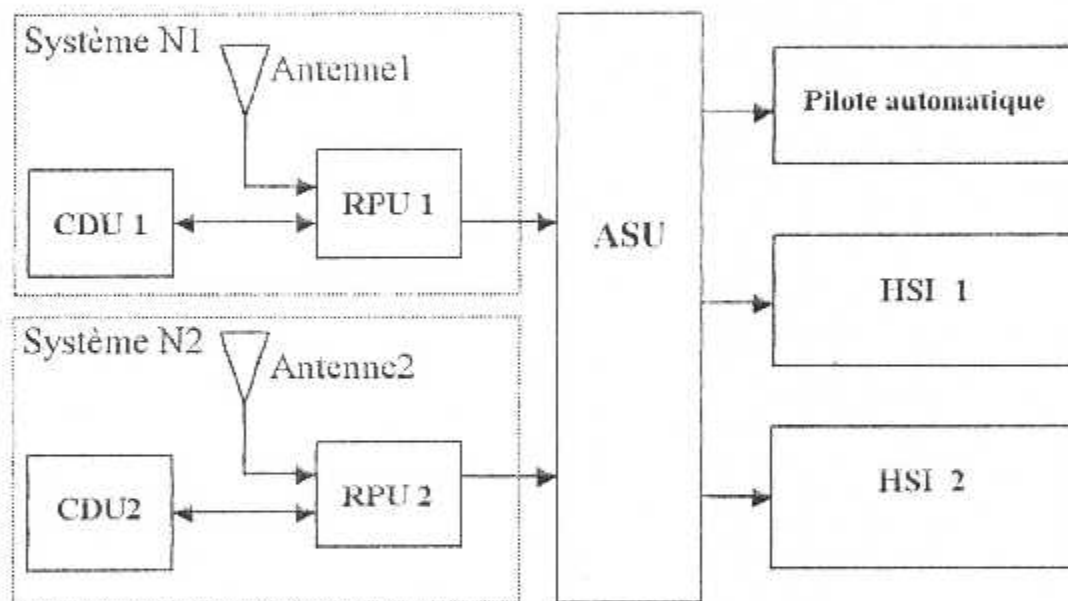 Système N1
Antenne1
CDU 1
RPU 1
Système N2
Antenne2
CDU2
RPU 2
ASU
Pilote automatique
HSI 1
HSI 2